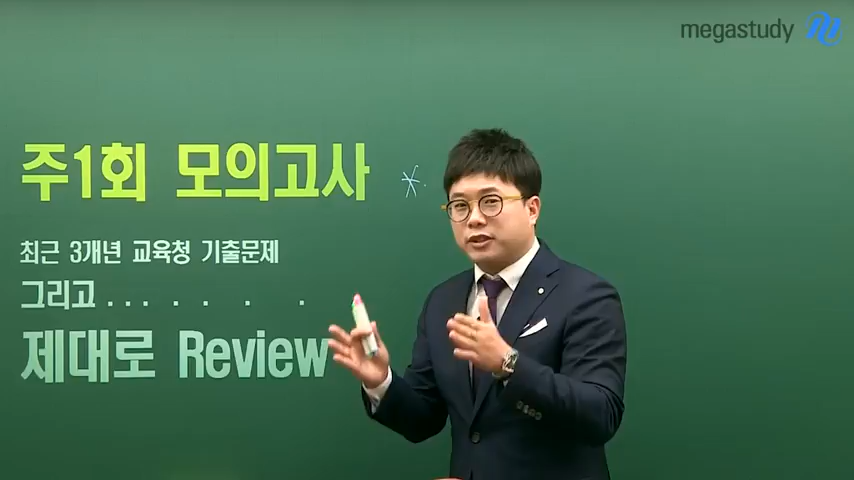 megastudy
주1회 모의고사 *
최근 3개년 교육청 기출문제
그리고 . . . . . . .
제대로 Review